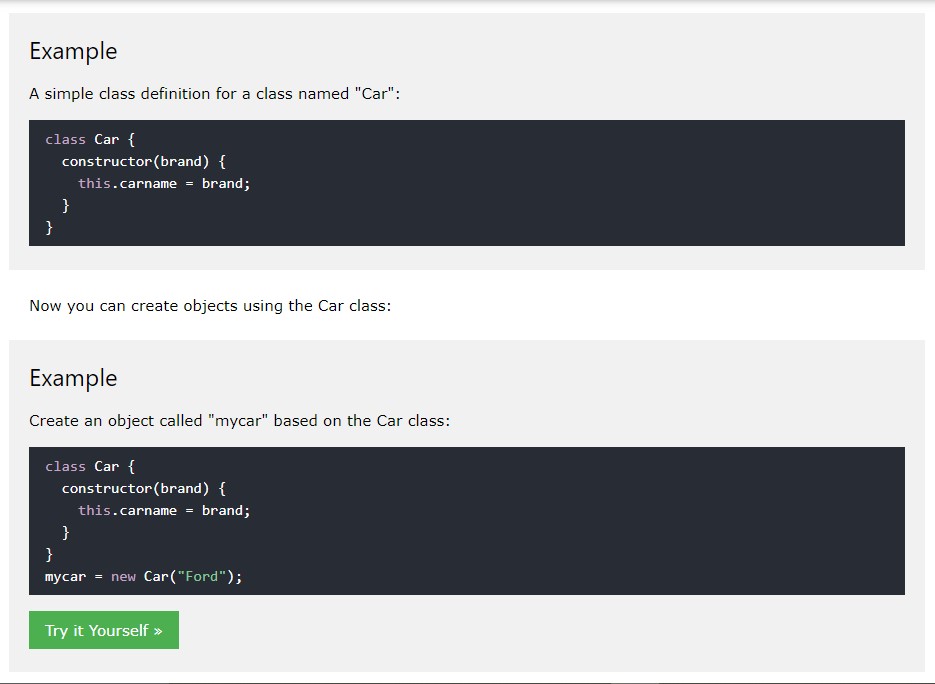 Example
A simple class definition for a class named "Car":
class Car {
  constructor(brand) {
    this.carname = brand;
  }
}
Now you can create objects using the Car class:
Example
Create an object called "mycar" based on the Car class:
class Car {
  constructor(brand) {
    this.carname = brand;
  }
}
mycar = new Car("Ford");
Try it Yourself »